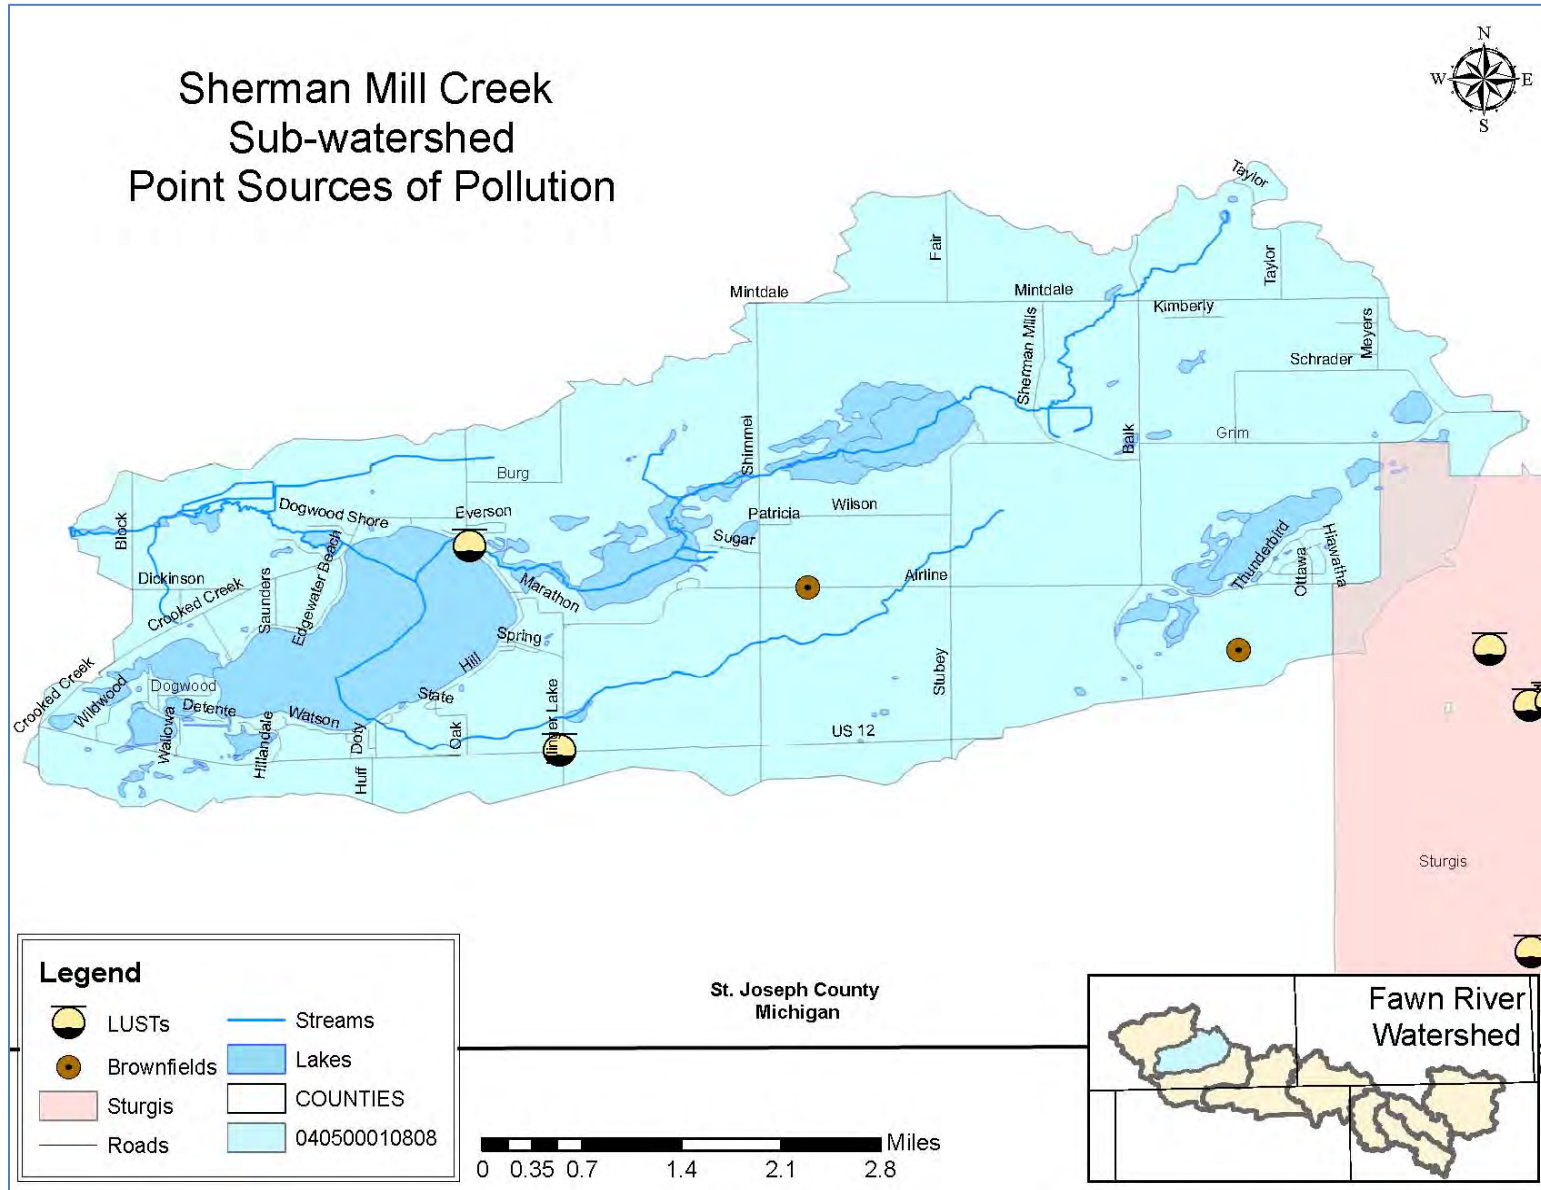 Sherman Mill Creek
Sub-watershed
Point Sources of Pollution
N
W
E
S
Taylor
Fair
Taylor
Mintdale
Mintdale
Kimberly
Sherman Mills
Meyers
Schrader
Shimmel
Balk
Grim
Burg
Dogwood Shore
Everson
Patricia
Wilson
Block
Sugar
Thunderbird
Hiawatha
Ottawa
Edgewater Beach
Dickinson
Crooked Creek
Saunders
Marathon
Airline
Spring
Hill
State
Stubey
Crooked Creek
Wildwood
Dogwood
Detente
Watson
Wallowa
Hillandale
Doty
Oak
linger Lake
US 12
Huff
Sturgis
Legend
LUSTs
Streams
Brownfields
Lakes
Sturgis
COUNTIES
Roads
040500010808
St. Joseph County
Michigan
Miles
0 0.35 0.7 1.4 2.1 2.8
Fawn River
Watershed